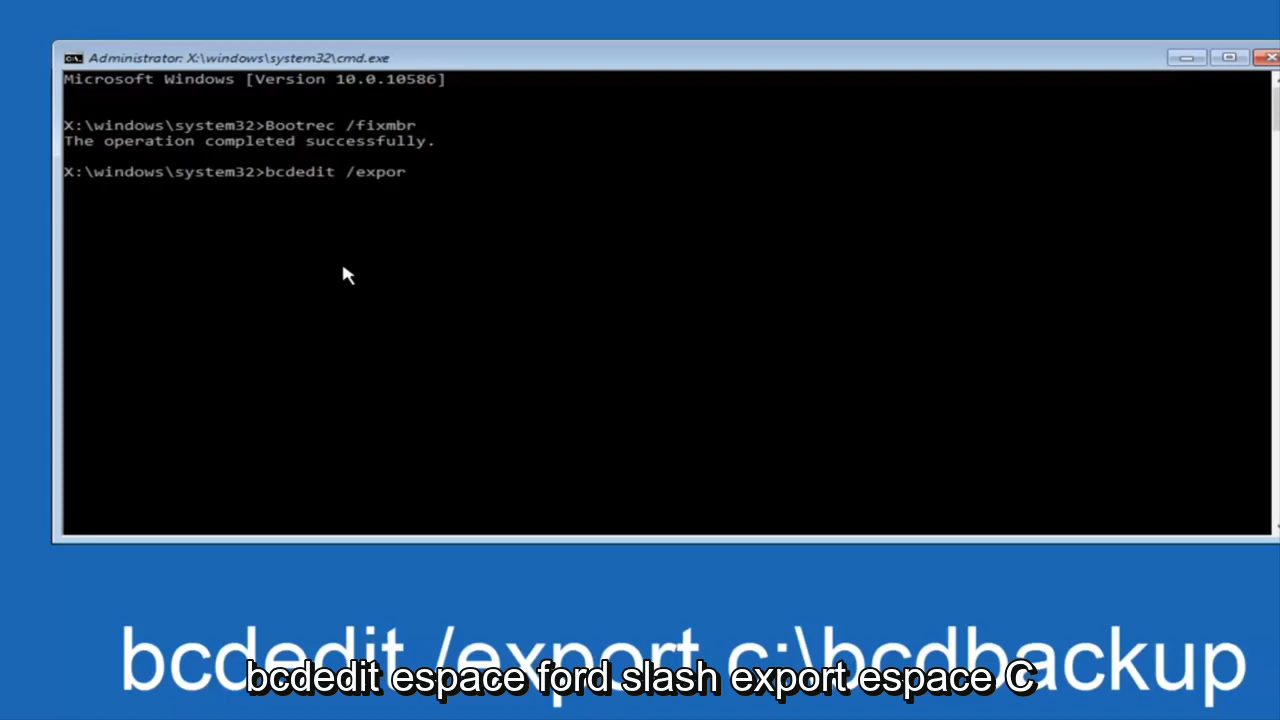 Administrator: X:\windows\system32\cmd.exe
Microsoft Windows [Version 10.0.10586]
X:\windows\system32>Bootrec /fixmbr
The operation completed successfully.
X:\windows\system32>bcdedit /expor
bcdedit /export c:\bcdbackup
bcdedit espace ford slash export espace C